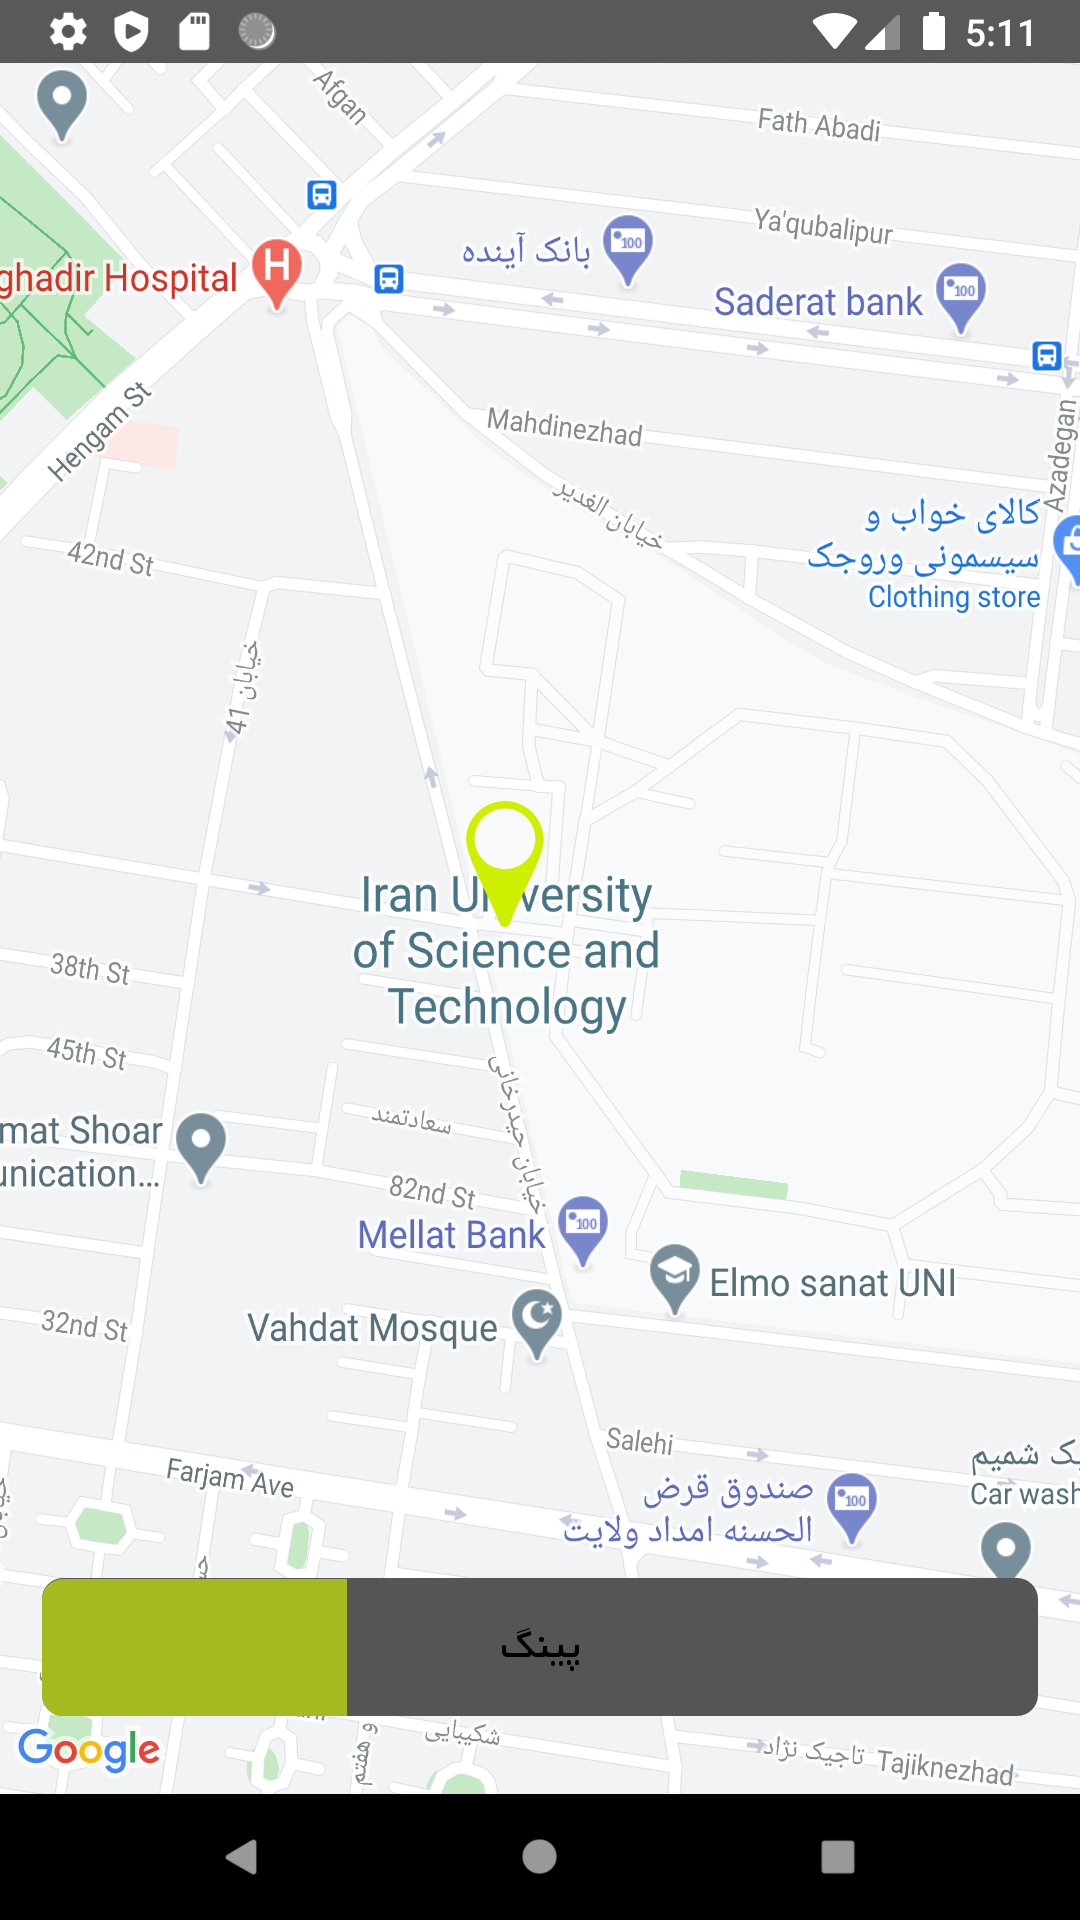 5:11
Afgan
Fath Abadi
Ya'qubalipur
بانک آینده
ghadir Hospital
Saderat bank
Hengam St
Mahdinezhad
Azadegan
خیابان الغدیر
کالای خواب و
سیسمونی وروجک
Clothing store
42nd St
خیابان 41
Iran University
of Science and
Technology
38th St
45th St
خیابان حیدرخانی
سعادتمند
mat Shoar
unication...
82nd St
Mellat Bank
Elmo sanat UNI
Vahdat Mosque
32nd St
Salehi
Farjam Ave
صندوق قرض
الحسنه امداد ولایت
ک شمیم
Car wash
پینگ
Google
و هفتم
شکیبایی
تاجیک نژاد Tajiknezhad